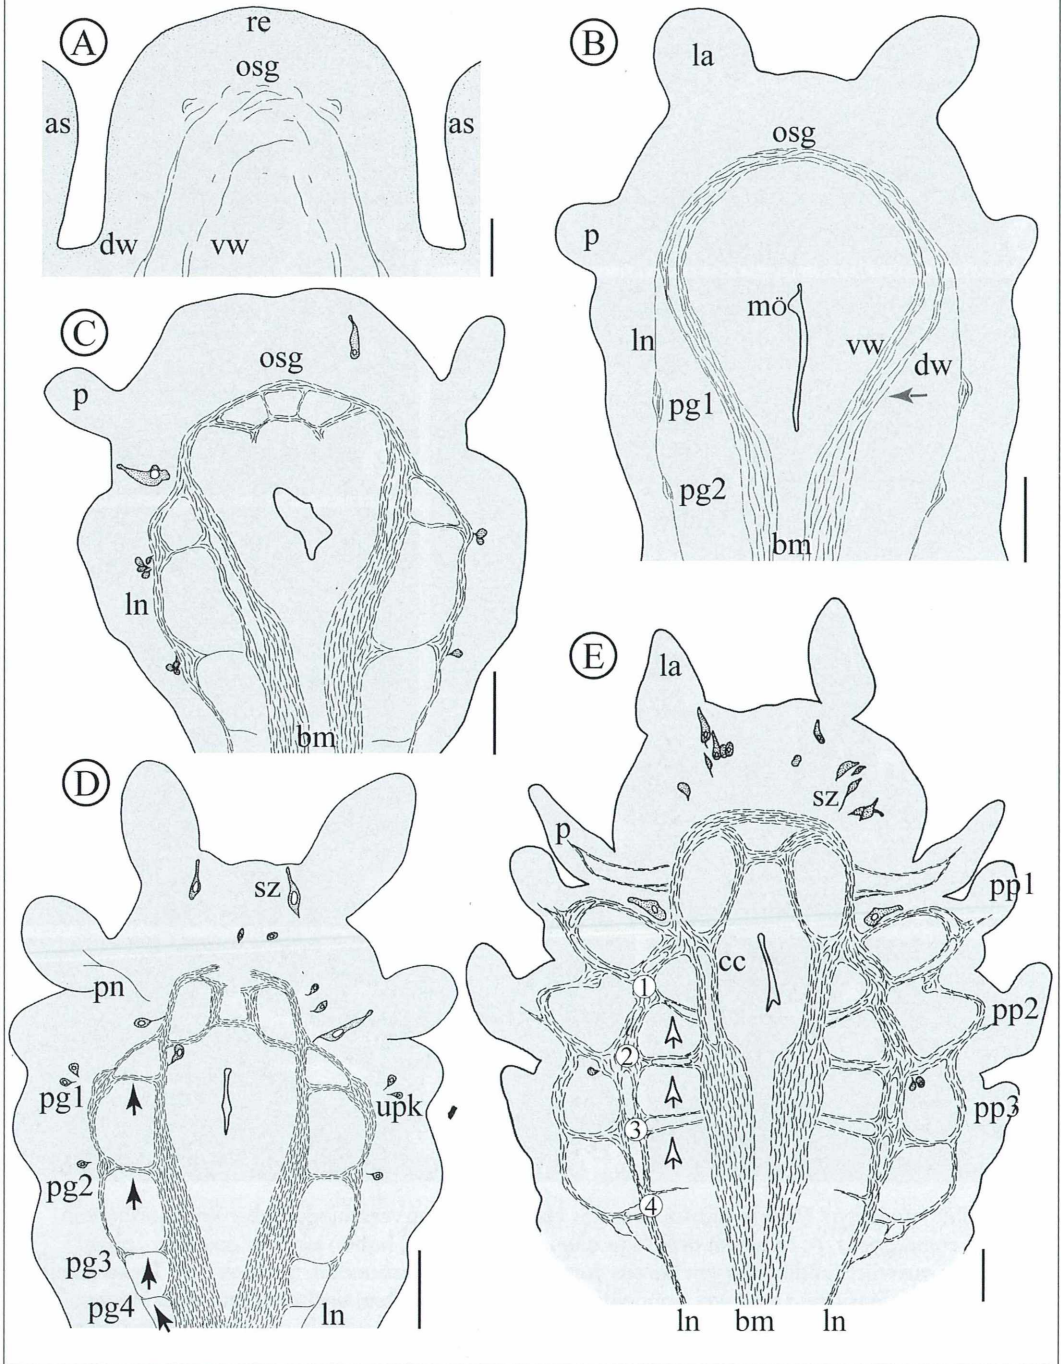 A
re
osg
as
as
dw
vw
B
la
osg
p
mö
ln
vw
dw
pg1
pg2
bm
C
osg
p
ln
bm
D
sz
pn
pg1
upk
pg2
pg3
pg4
ln
E
la
sz
p
pp1
cc
1
pp2
2
pp3
3
4
ln bm ln